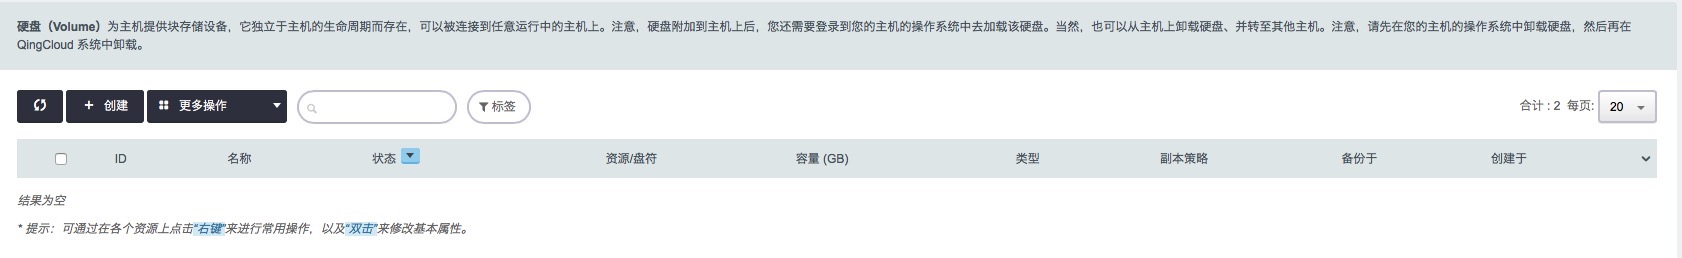 硬盘（Volume）为主机提供块存储设备，它独立于主机的生命周期而存在，可以被连接到任意运行中的主机上。注意，硬盘附加到主机上后，您还需要登录到您的主机的操作系统中去加载该硬盘。当然，也可以从主机上卸载硬盘、并转至其他主机。注意，请先在您的主机的操作系统中卸载硬盘，然后再在
QingCloud 系统中卸载。
+ 创建 更多操作 标签 合计 : 2 每页: 20
ID 名称 状态 资源/盘符 容量 (GB) 类型 副本策略 备份于 创建于
结果为空
* 提示：可通过在各个资源上点击“右键”来进行常用操作，以及“双击”来修改基本属性。